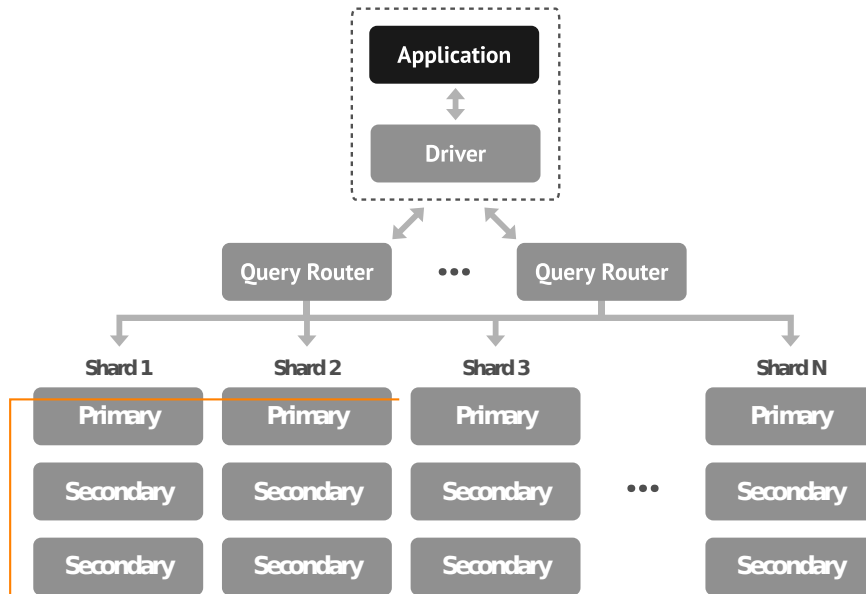 Application
Driver
Query Router ••• Query Router
Shard 1 Shard 2 Shard 3 Shard N
Primary Primary Primary Primary
Secondary Secondary Secondary ••• Secondary
Secondary Secondary Secondary Secondary